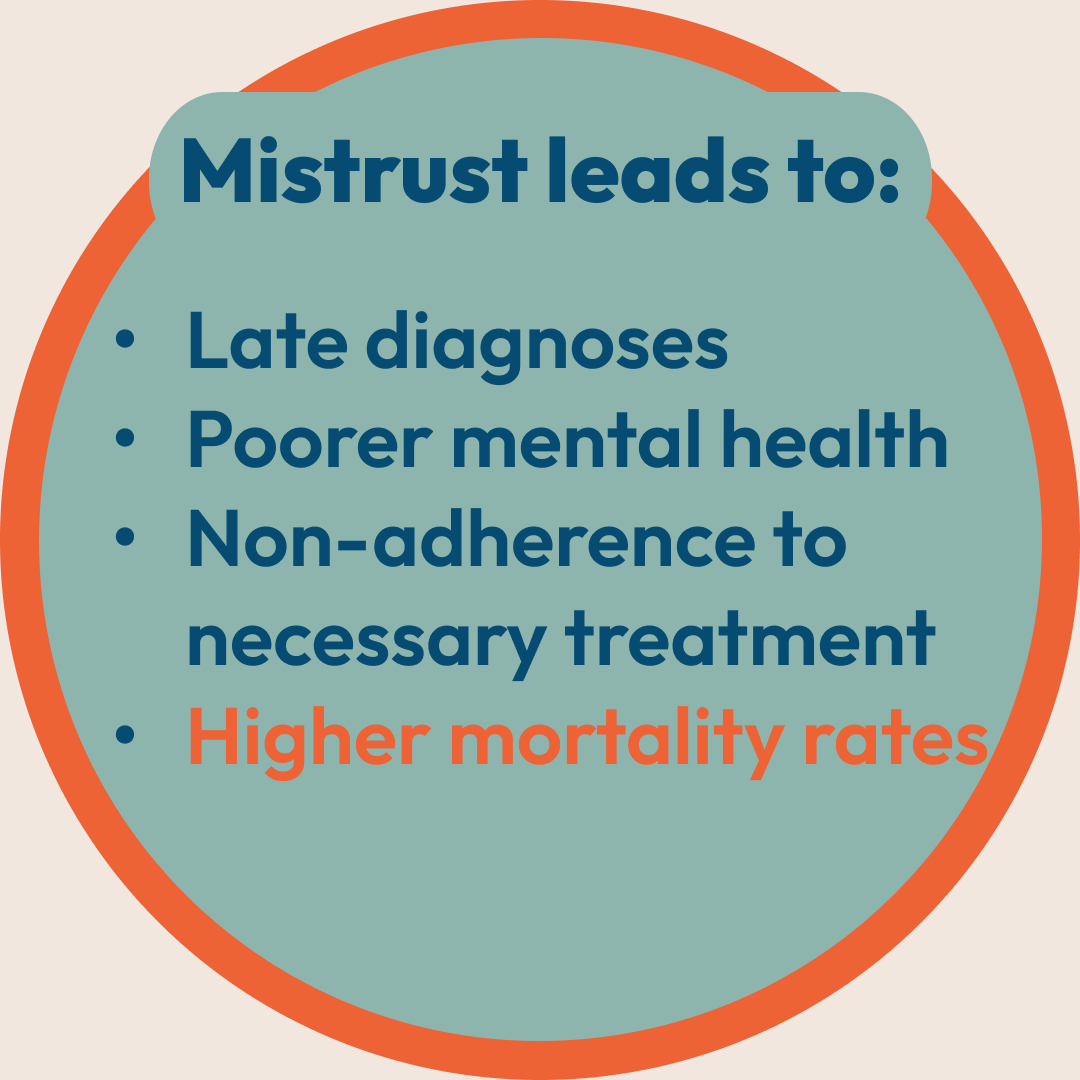 Mistrust leads to:
• Late diagnoses
• Poorer mental health
• Non-adherence to
necessary treatment
• Higher mortality rates